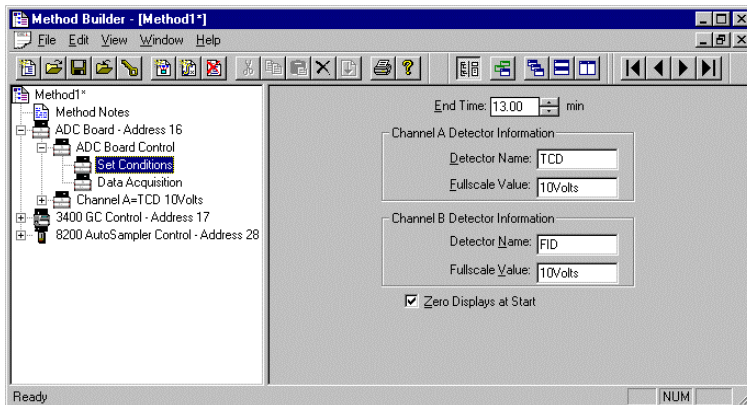 Method Builder - [Method1*]
File Edit View Window Help
Method1*
Method Notes
ADC Board - Address 16
ADC Board Control
Set Conditions
Data Acquisition
Channel A=TCD 10Volts
3400 GC Control - Address 17
8200 AutoSampler Control - Address 28
End Time: 13.00 min
Channel A Detector Information
Detector Name: TCD
Fullscale Value: 10Volts
Channel B Detector Information
Detector Name: FID
Fullscale Value: 10Volts
Zero Displays at Start
Ready NUM